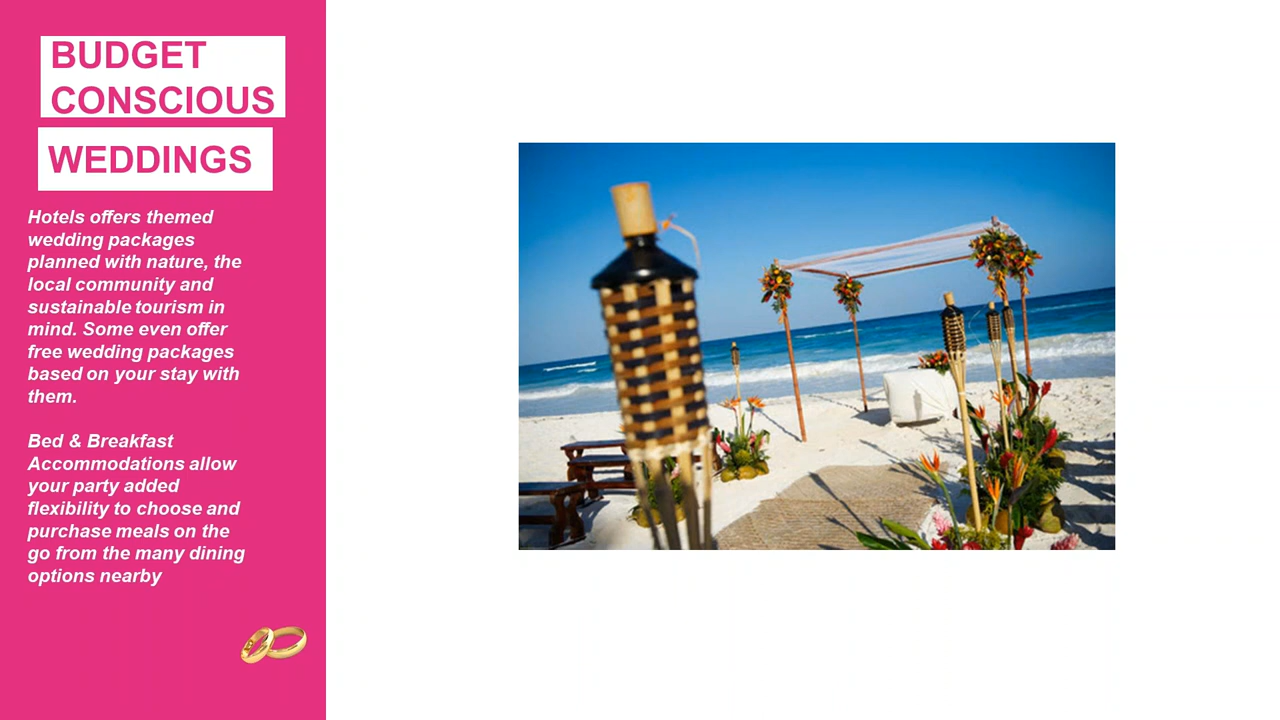 BUDGET
CONSCIOUS
WEDDINGS
Hotels offers themed
wedding packages
planned with nature, the
local community and
sustainable tourism in
mind. Some even offer
free wedding packages
based on your stay with
them.
Bed & Breakfast
Accommodations allow
your party added
flexibility to choose and
purchase meals on the
go from the many dining
options nearby